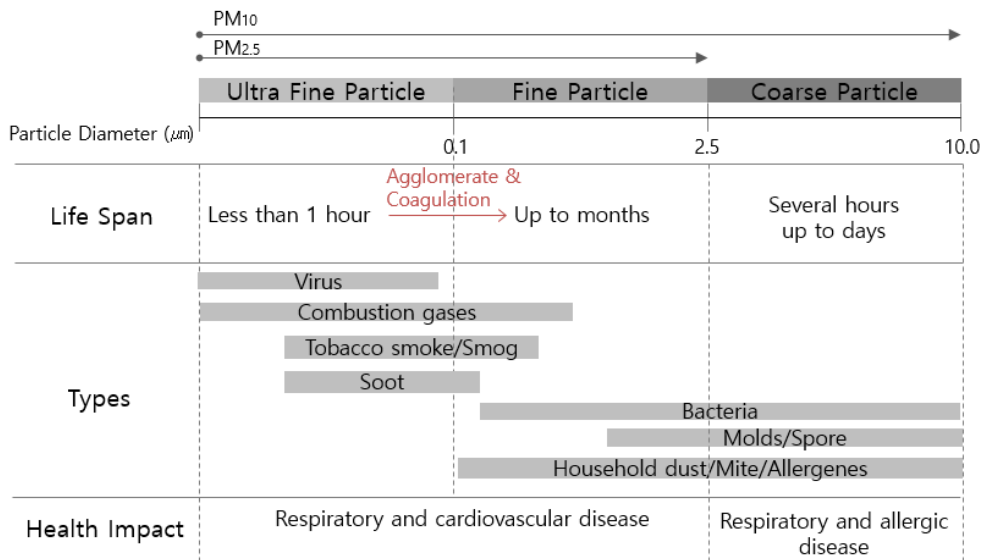 PM10
PM2.5
Ultra Fine Particle Fine Particle Coarse Particle
Particle Diameter (㎛) 0.1 2.5 10.0
Agglomerate &
Coagulation
Life Span Less than 1 hour Up to months Several hours
up to days
Virus
Combustion gases
Tobacco smoke/Smog
Soot
Types
Bacteria
Molds/Spore
Household dust/Mite/Allergenes
Health Impact Respiratory and cardiovascular disease Respiratory and allergic
disease